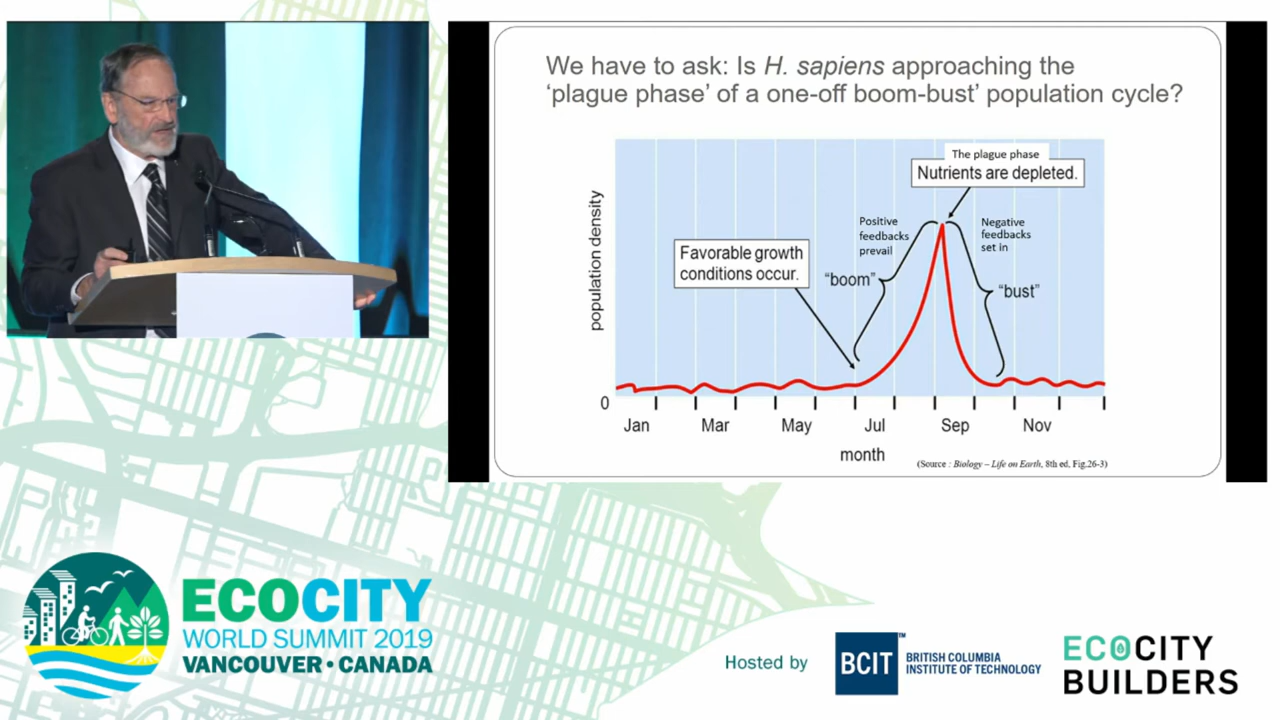 We have to ask: Is H. sapiens approaching the
‘plague phase’ of a one-off boom-bust’ population cycle?
The plague phase
Nutrients are depleted.
Positive
feedbacks
prevail
Negative
feedbacks
set in
Favorable growth
conditions occur.
"boom"
"bust"
population density
0
Jan Mar May Jul Sep Nov
month
(Source : Biology – Life on Earth, 8th ed, Fig.26-3)
ECOCITY
WORLD SUMMIT 2019
VANCOUVER • CANADA
Hosted by
BCIT™
BRITISH COLUMBIA
INSTITUTE OF TECHNOLOGY
ECOCITY
BUILDERS